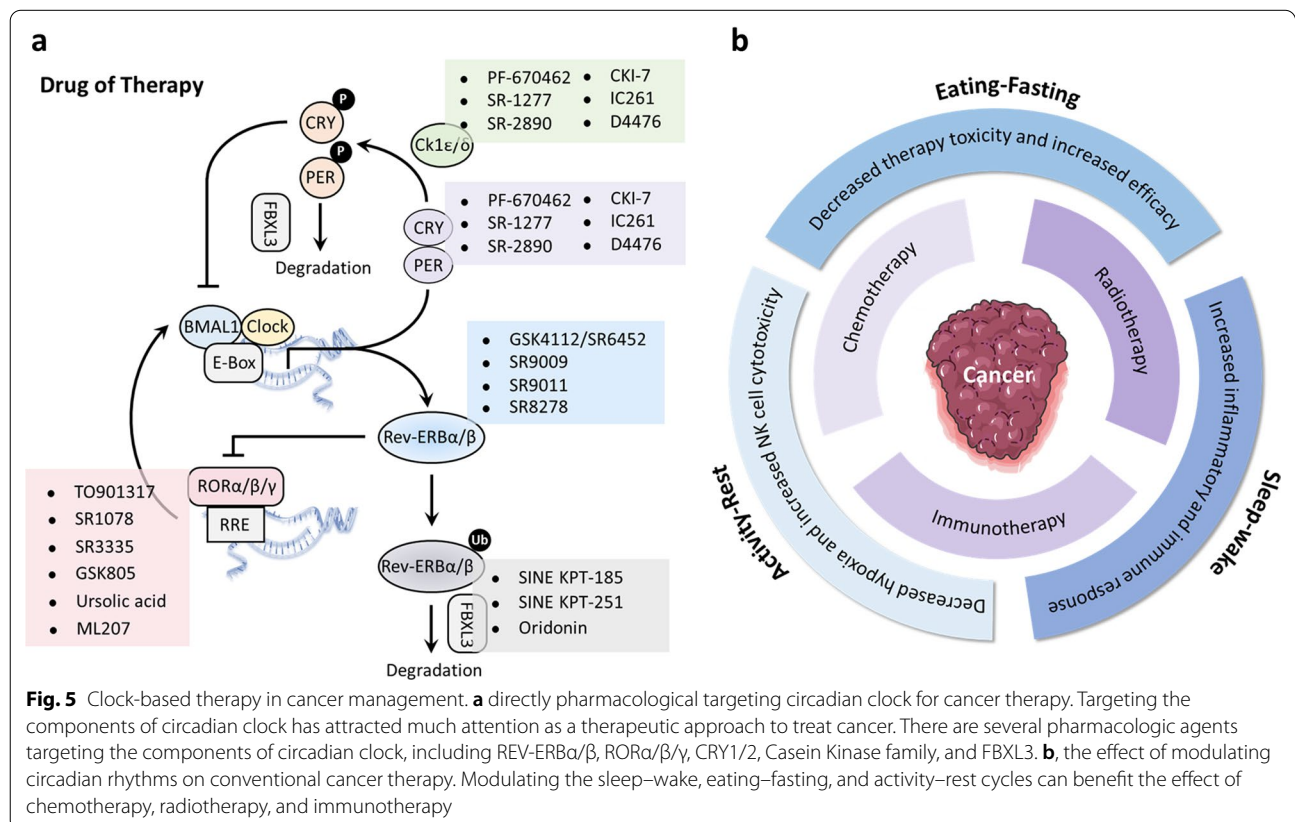 a
Drug of Therapy
P
CRY
P
PER
FBXL3
Degradation
Ck1ε/δ
• PF-670462 • CKI-7
• SR-1277 • IC261
• SR-2890 • D4476
CRY
PER
• PF-670462 • CKI-7
• SR-1277 • IC261
• SR-2890 • D4476
BMAL1
Clock
E-Box
• GSK4112/SR6452
• SR9009
• SR9011
• SR8278
Rev-ERBα/β
RORα/β/γ
RRE
• TO901317
• SR1078
• SR3335
• GSK805
• Ursolic acid
• ML207
Ub
Rev-ERBα/β
FBXL3
• SINE KPT-185
• SINE KPT-251
• Oridonin
Degradation
b
Eating-Fasting
Decreased therapy toxicity and increased efficacy
Chemotherapy
Radiotherapy
Cancer
Immunotherapy
Activity-Rest
Decreased hypoxia and increased NK cell cytotoxicity
Sleep-wake
Increased inflammatory and immune response
Fig. 5 Clock-based therapy in cancer management. a directly pharmacological targeting circadian clock for cancer therapy. Targeting the
components of circadian clock has attracted much attention as a therapeutic approach to treat cancer. There are several pharmacologic agents
targeting the components of circadian clock, including REV-ERBα/β, RORα/β/γ, CRY1/2, Casein Kinase family, and FBXL3. b, the effect of modulating
circadian rhythms on conventional cancer therapy. Modulating the sleep–wake, eating–fasting, and activity–rest cycles can benefit the effect of
chemotherapy, radiotherapy, and immunotherapy